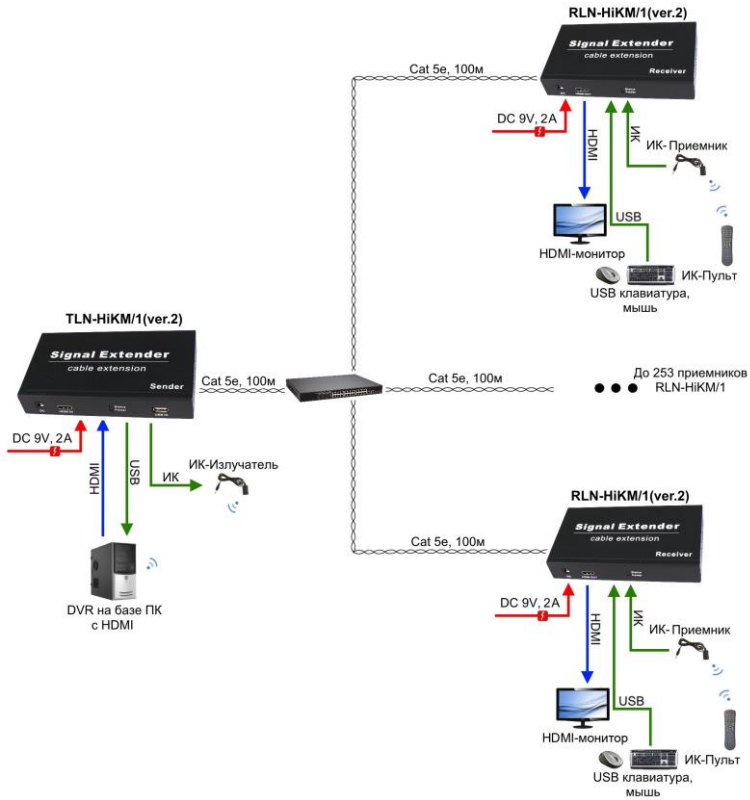 RLN-HiKM/1(ver.2)
Signal Extender
cable extension
Receiver
Cat 5e, 100м
DC 9V, 2A
HDMI
ИК
ИК- Приемник
USB
HDMI-монитор
ИК-Пульт
USB клавиатура,
мышь
TLN-HiKM/1(ver.2)
Signal Extender
cable extension
Sender
Cat 5e, 100м
Cat 5e, 100м
До 253 приемников
RLN-HiKM/1
DC 9V, 2A
HDMI
USB
ИК
ИК-Излучатель
DVR на базе ПК
с HDMI
RLN-HiKM/1(ver.2)
Signal Extender
cable extension
Receiver
Cat 5e, 100м
DC 9V, 2A
HDMI
ИК
ИК- Приемник
USB
HDMI-монитор
ИК-Пульт
USB клавиатура,
мышь